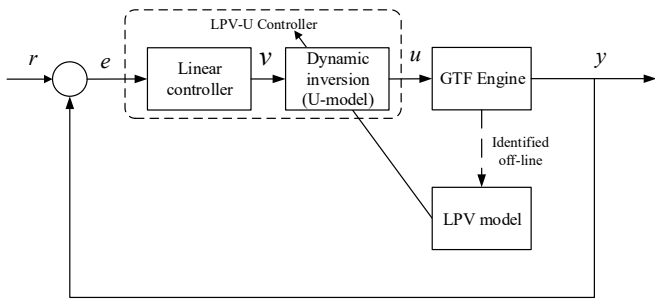 LPV-U Controller
r
e
Linear
controller
v
Dynamic
inversion
(U-model)
u
GTF Engine
y
Identified
off-line
LPV model